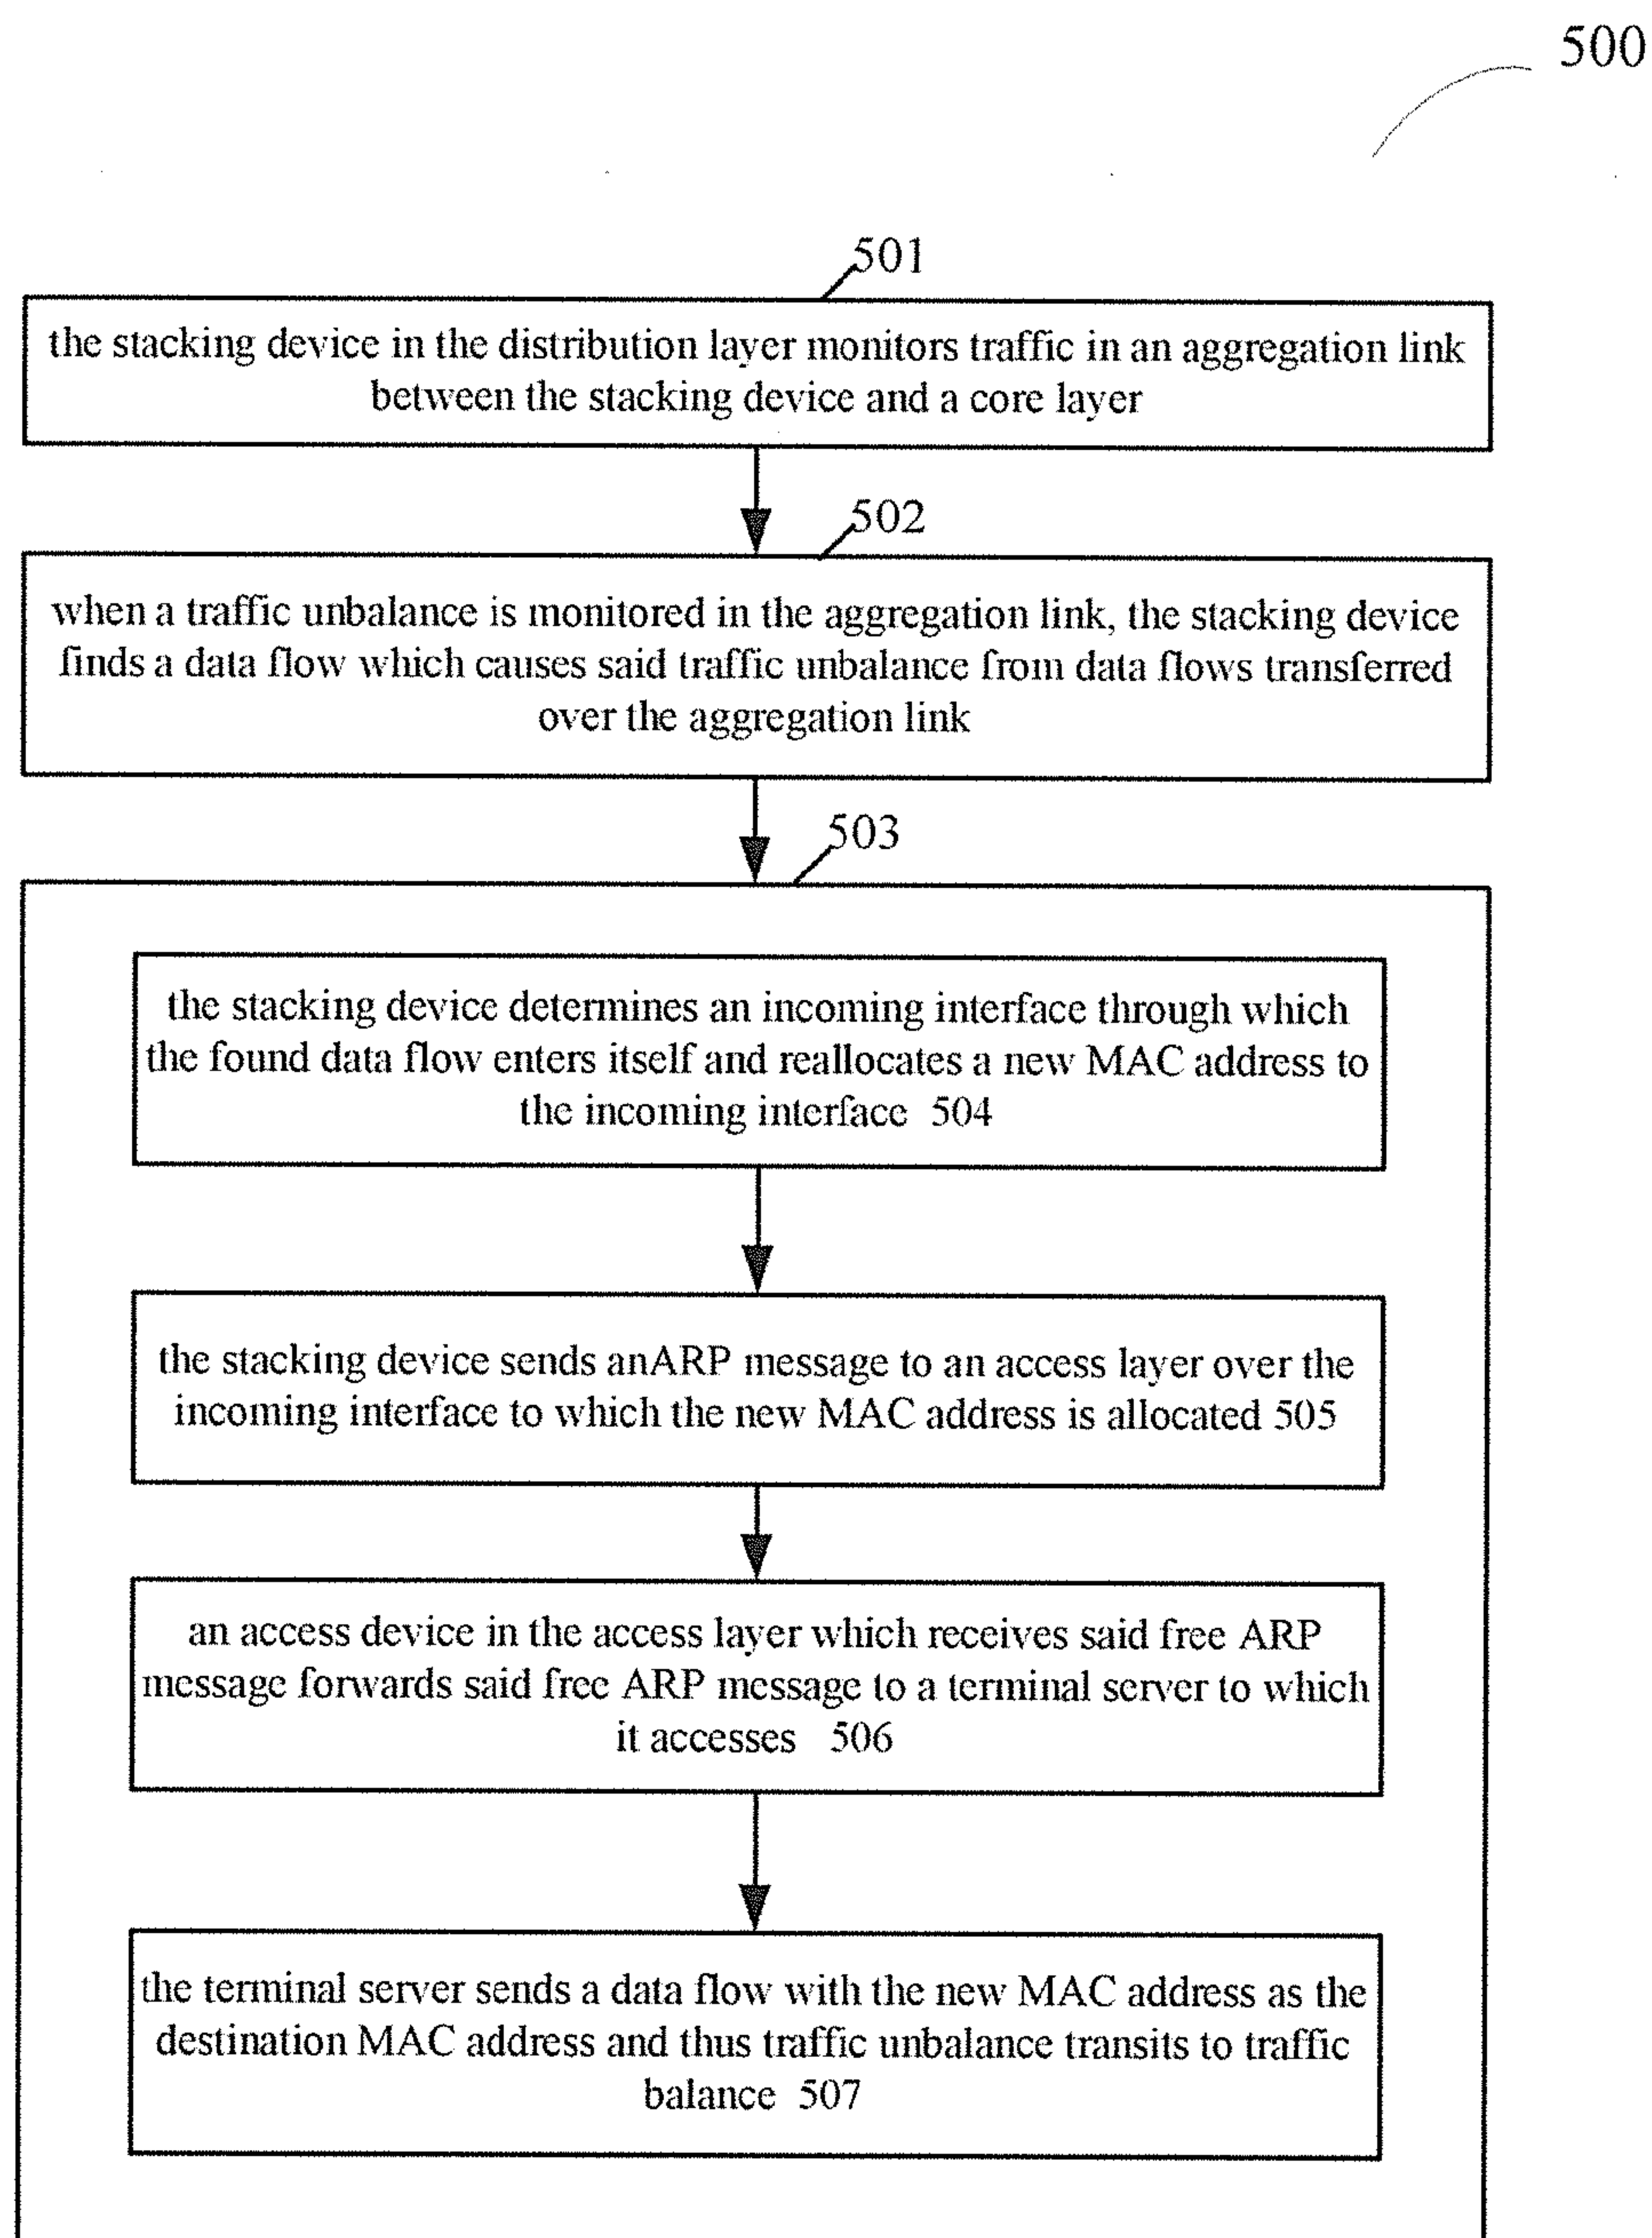 500
501
the stacking device in the distribution layer monitors traffic in an aggregation link
between the stacking device and a core layer
502
when a traffic unbalance is monitored in the aggregation link, the stacking device
finds a data flow which causes said traffic unbalance from data flows transferred
over the aggregation link
503
the stacking device determines an incoming interface through which
the found data flow enters itself and reallocates a new MAC address to
the incoming interface 504
the stacking device sends anARP message to an access layer over the
incoming interface to which the new MAC address is allocated 505
an access device in the access layer which receives said free ARP
message forwards said free ARP message to a terminal server to which
it accesses 506
the terminal server sends a data flow with the new MAC address as the
destination MAC address and thus traffic unbalance transits to traffic
balance 507